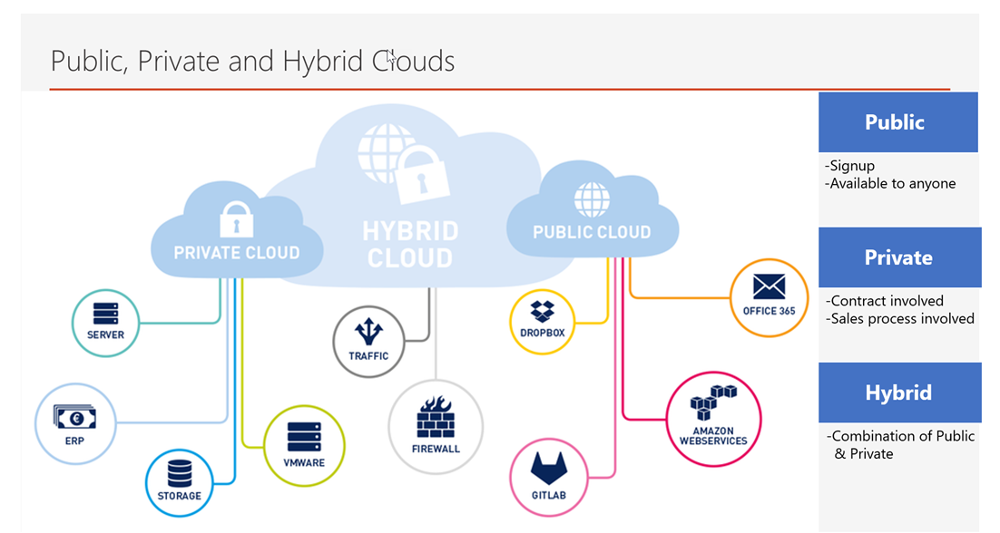 Public, Private and Hybrid Clouds
HYBRID
CLOUD
PRIVATE CLOUD
PUBLIC CLOUD
SERVER
ERP
STORAGE
VMWARE
TRAFFIC
FIREWALL
DROPBOX
GITLAB
AMAZON
WEBSERVICES
OFFICE 365
Public
-Signup
-Available to anyone
Private
-Contract involved
-Sales process involved
Hybrid
-Combination of Public
& Private